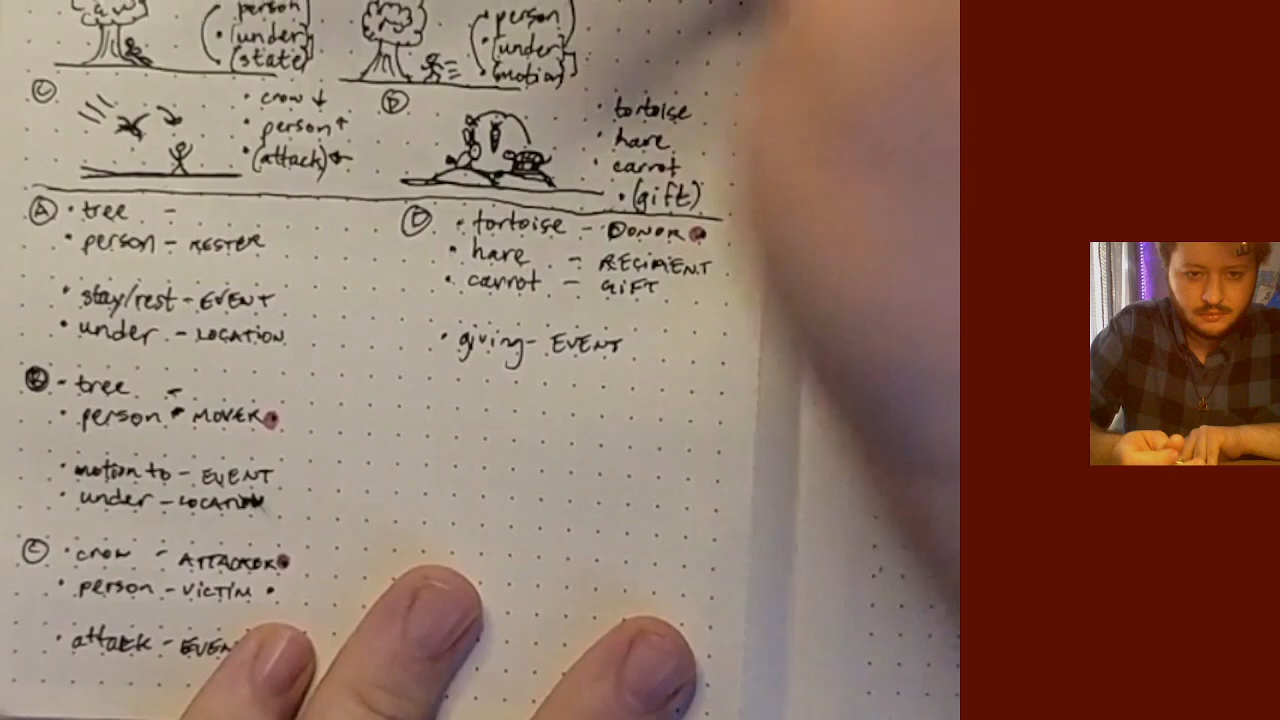 person
• (under)
• (state)
• person
• (under)
• (motion)
C
• crow ↓
• person ↑
• (attack) ←
D
• tortoise
• hare
• carrot
• (gift)
A • tree –
• person – RESTER
• stay/rest – EVENT
• under – LOCATION
B – tree –
• person – MOVER
• motion to – EVENT
• under – LOCATION
C • crow – ATTACKER
• person – VICTIM
• attack – EVEN
D • tortoise – DONOR
• hare – RECIPIENT
• carrot – GIFT
• giving – EVENT